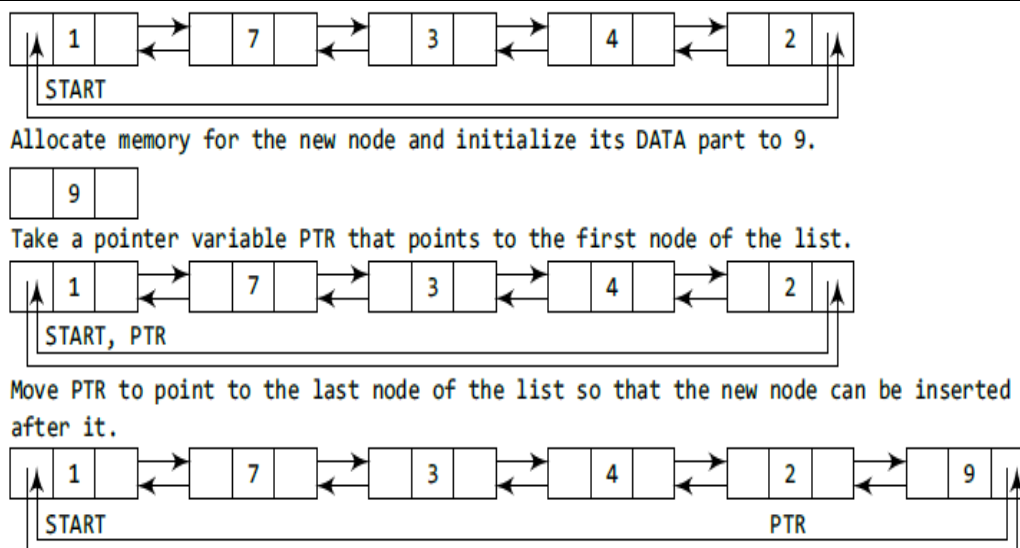 1 7 3 4 2
START
Allocate memory for the new node and initialize its DATA part to 9.
9
Take a pointer variable PTR that points to the first node of the list.
1 7 3 4 2
START, PTR
Move PTR to point to the last node of the list so that the new node can be inserted
after it.
1 7 3 4 2 9
START PTR